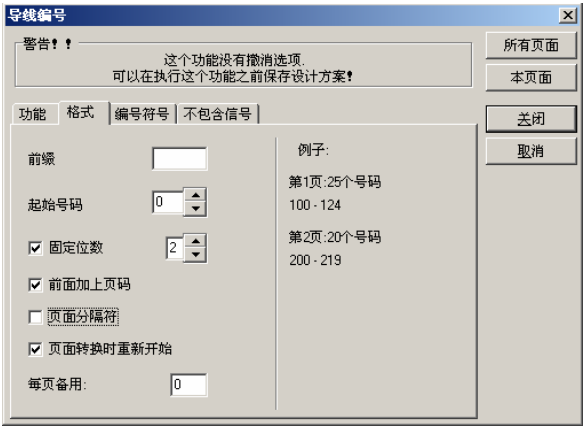 导线编号
警告！！
这个功能没有撤消选项.
可以在执行这个功能之前保存设计方案!
所有页面
本页面
关闭
取消
功能 格式 编号符号 不包含信号
前缀
起始号码 0
固定位数 2
前面加上页码
页面分隔符
页面转换时重新开始
每页备用: 0
例子:
第1页:25个号码
100 - 124
第2页:20个号码
200 - 219